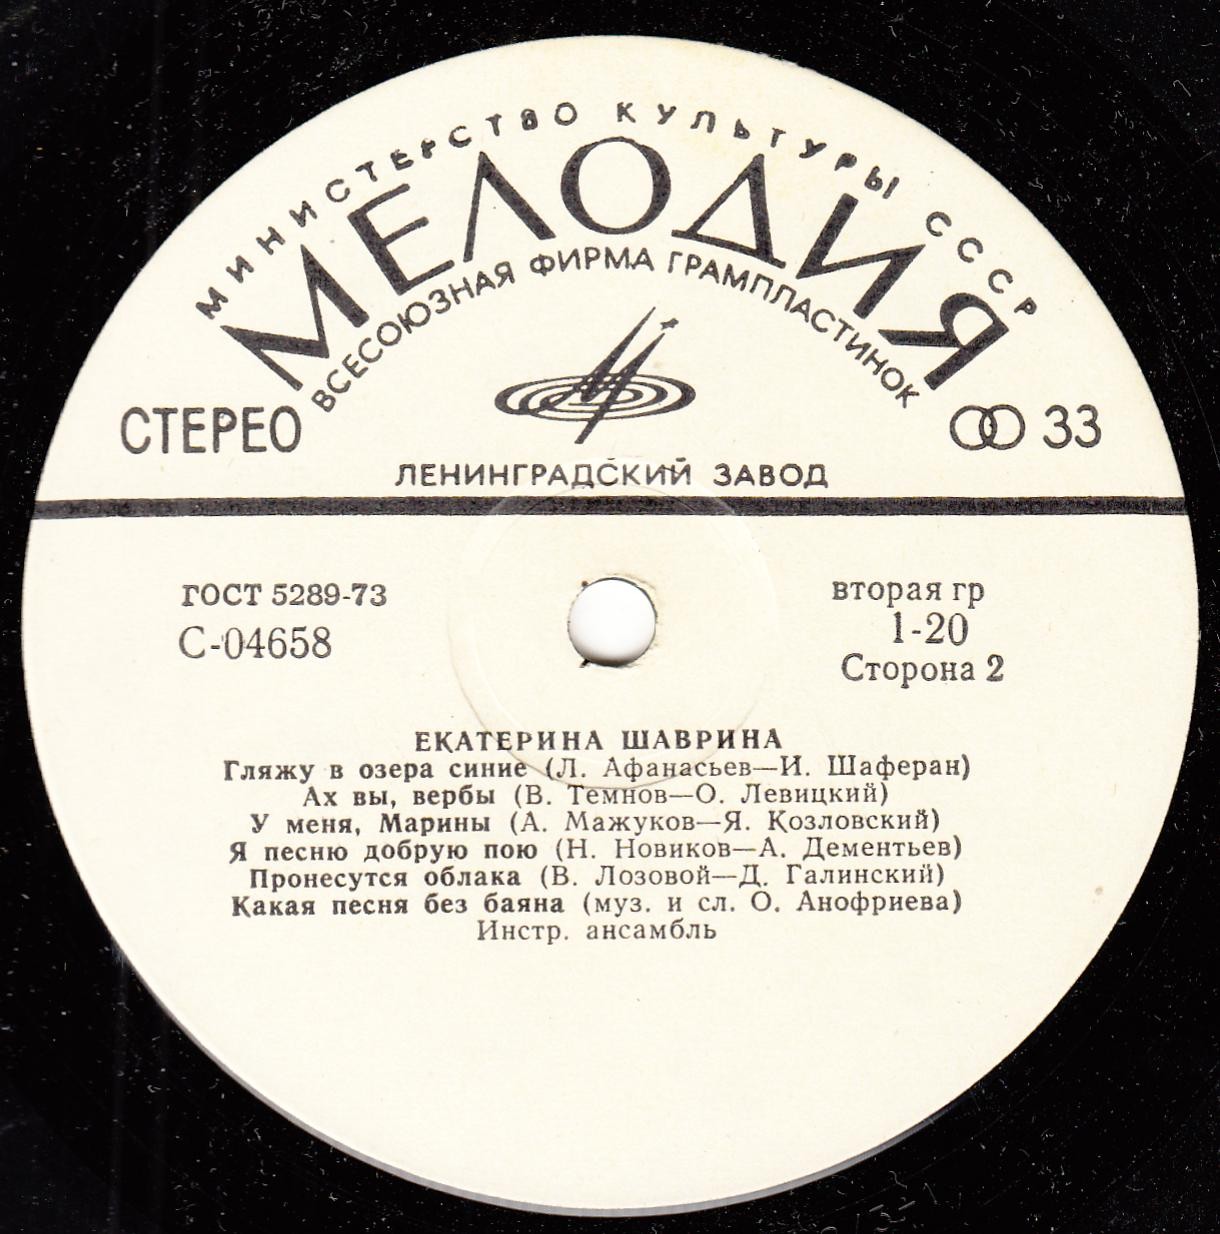 МИНИСТЕРСТВО КУЛЬТУРЫ СССР
МЕЛОДИЯ
ВСЕСОЮЗНАЯ ФИРМА ГРАМПЛАСТИНОК
СТЕРЕО
33
ЛЕНИНГРАДСКИЙ ЗАВОД
ГОСТ 5289-73
С-04658
вторая гр
1-20
Сторона 2
ЕКАТЕРИНА ШАВРИНА
Гляжу в озера синие (Л. Афанасьев—И. Шаферан)
Ах вы, вербы (В. Темнов—О. Левицкий)
У меня, Марины (А. Мажуков—Я. Козловский)
Я песню добрую пою (Н. Новиков—А. Дементьев)
Пронесутся облака (В. Лозовой—Д. Галинский)
Какая песня без баяна (муз. и сл. О. Анофриева)
Инстр. ансамбль